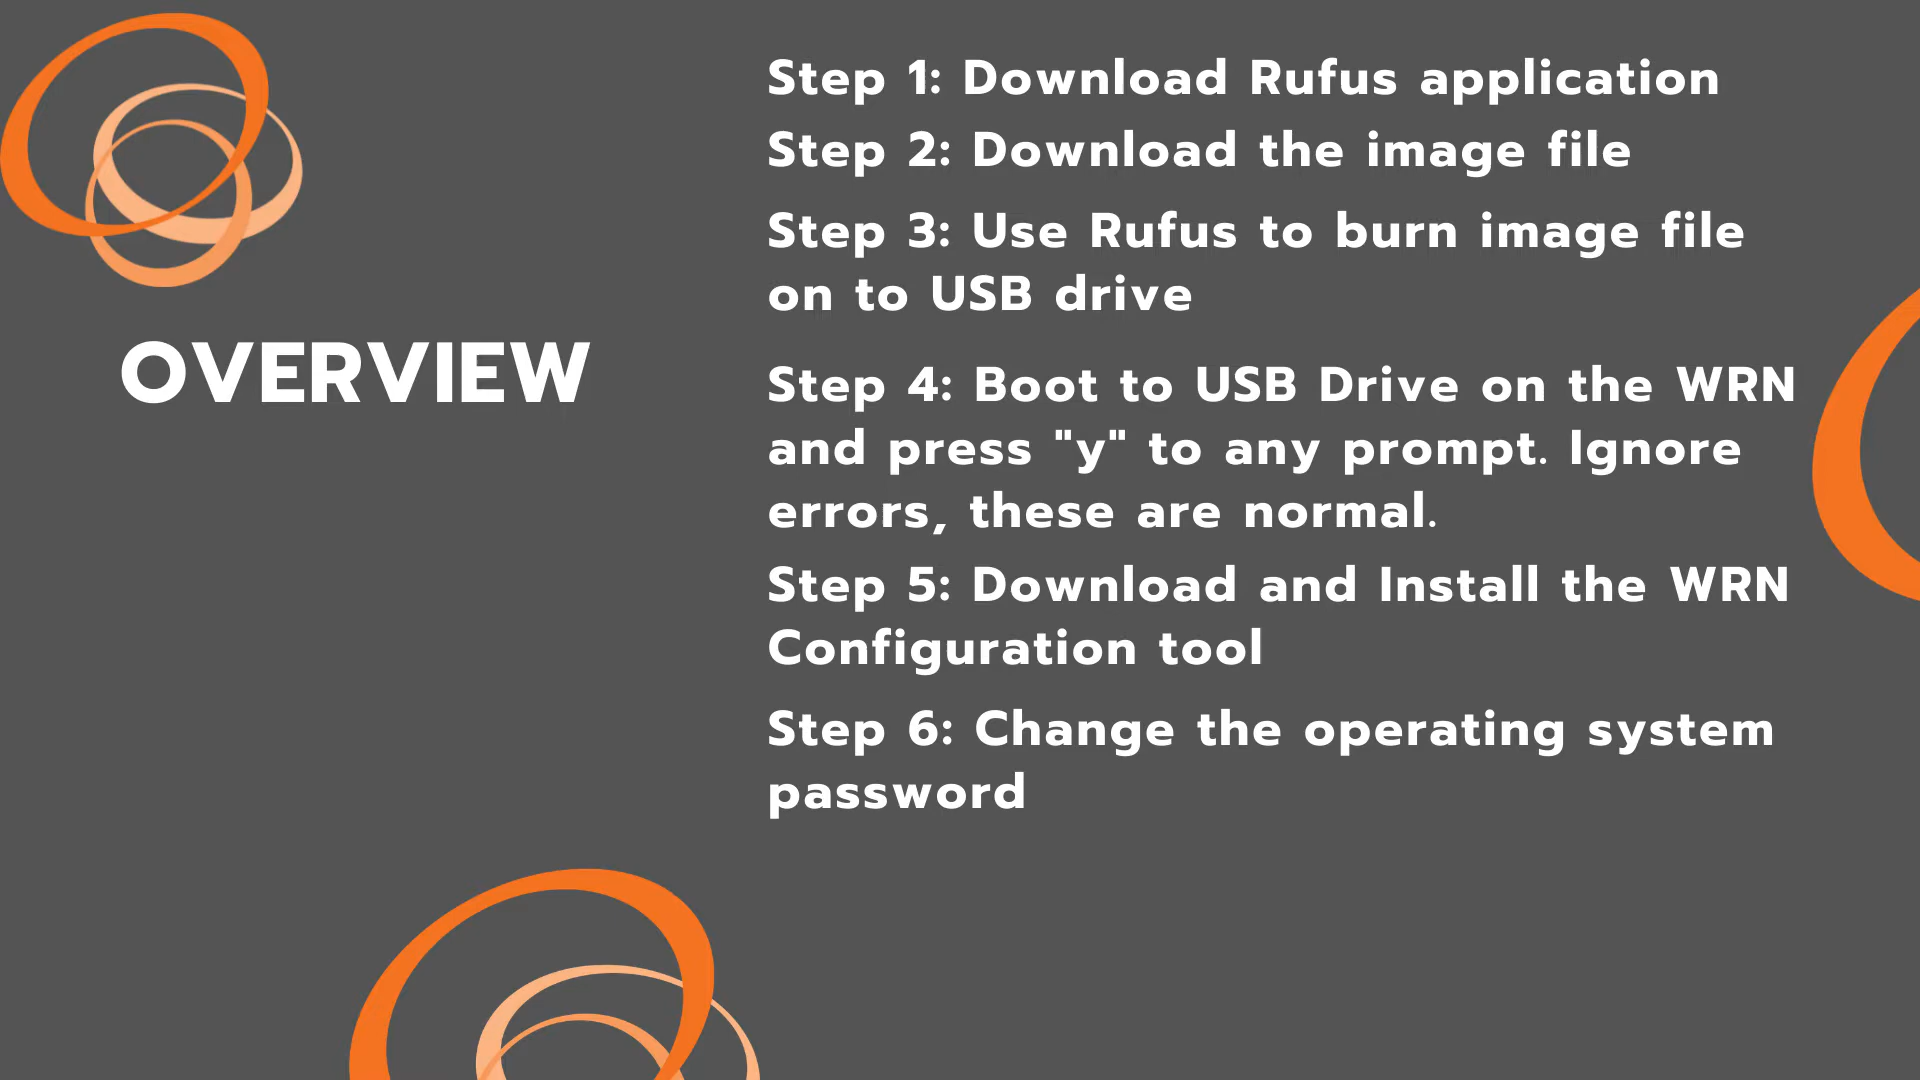 OVERVIEW
Step 1: Download Rufus application
Step 2: Download the image file
Step 3: Use Rufus to burn image file
on to USB drive
Step 4: Boot to USB Drive on the WRN
and press "y" to any prompt. Ignore
errors, these are normal.
Step 5: Download and Install the WRN
Configuration tool
Step 6: Change the operating system
password